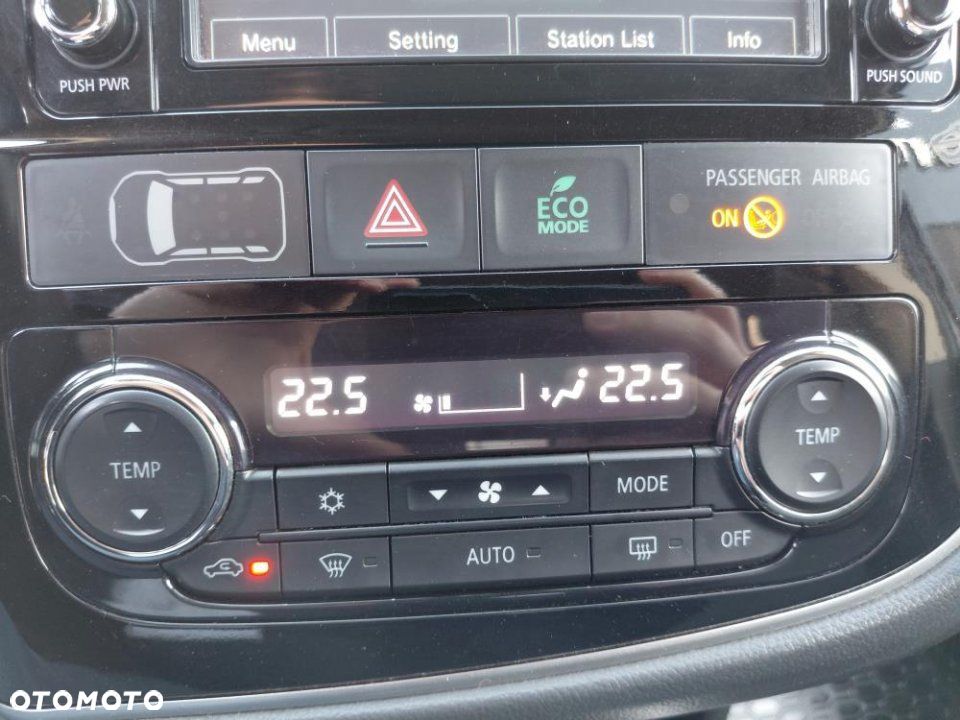 Menu Setting Station List Info
PUSH PWR PUSH SOUND
PASSENGER AIRBAG
ECO
MODE
ON
22.5 22.5
TEMP TEMP
MODE
AUTO OFF
OTOMOTO